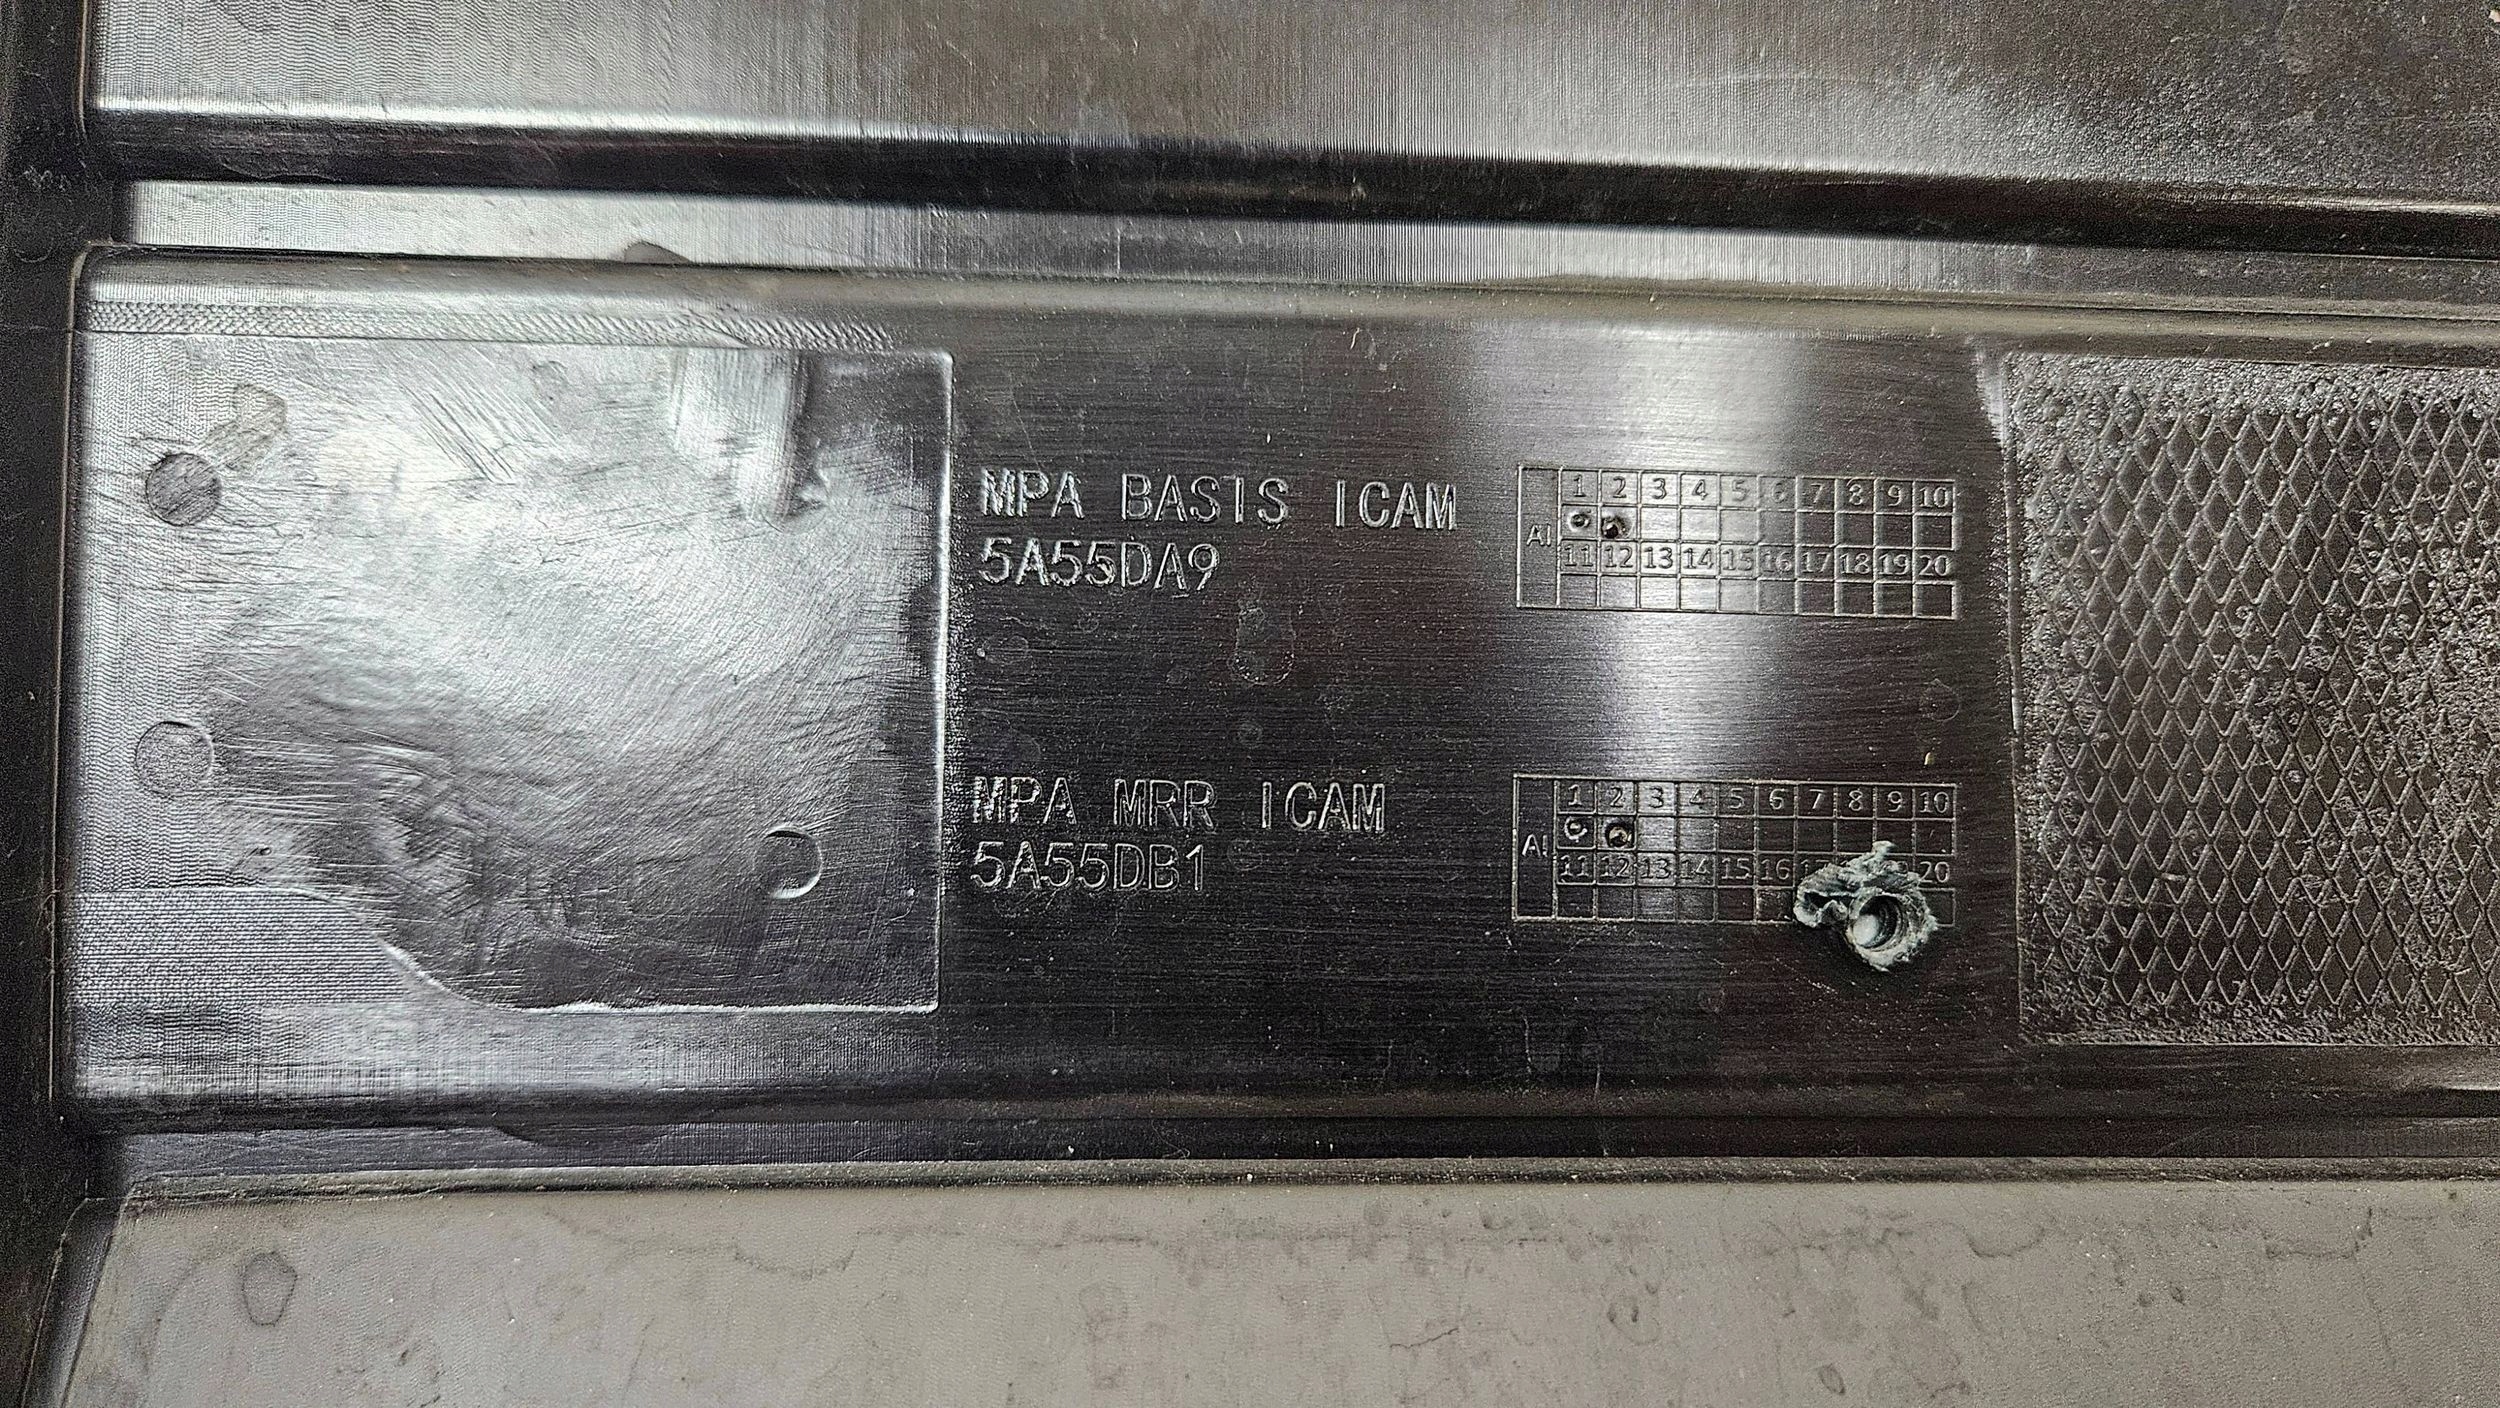 MPA BASIS ICAM
5A55DA9
AI 1 2 3 4 5 6 7 8 9 10
11 12 13 14 15 16 17 18 19 20
MPA MRR ICAM
5A55DB1
AI 1 2 3 4 5 6 7 8 9 10
11 12 13 14 15 16 20